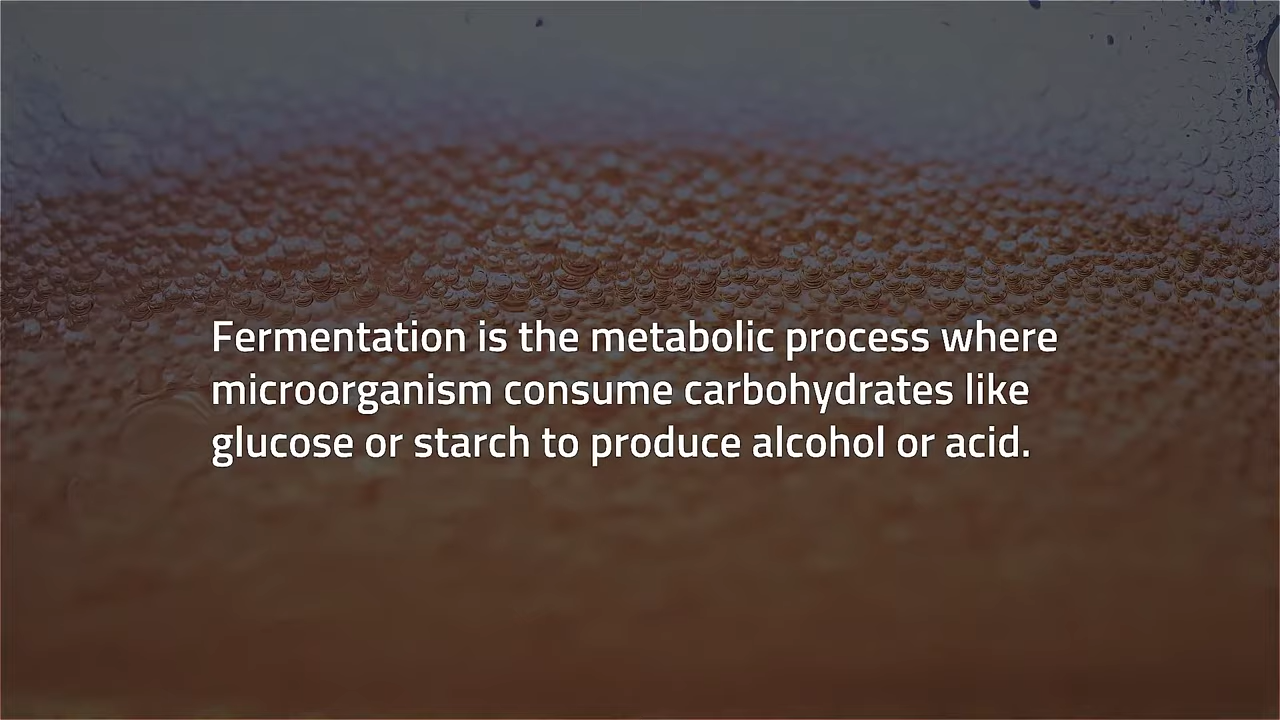 Fermentation is the metabolic process where
microorganism consume carbohydrates like
glucose or starch to produce alcohol or acid.